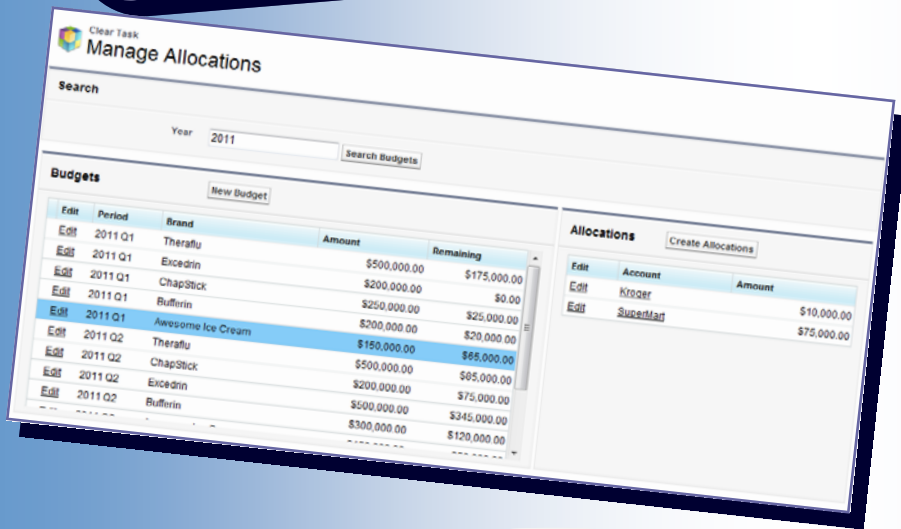 Clear Task
Manage Allocations
Search
Year 2011 Search Budgets
Budgets New Budget
Edit Period Brand Amount Remaining
Edit 2011 Q1 Theraflu $500,000.00 $175,000.00
Edit 2011 Q1 Excedrin $200,000.00 $0.00
Edit 2011 Q1 ChapStick $250,000.00 $25,000.00
Edit 2011 Q1 Bufferin $200,000.00 $20,000.00
Edit 2011 Q1 Awesome Ice Cream $150,000.00 $65,000.00
Edit 2011 Q2 Theraflu $500,000.00 $85,000.00
Edit 2011 Q2 ChapStick $200,000.00 $75,000.00
Edit 2011 Q2 Excedrin $500,000.00 $345,000.00
Edit 2011 Q2 Bufferin $300,000.00 $120,000.00
Allocations Create Allocations
Edit Account Amount
Edit Kroger $10,000.00
Edit SuperMart $75,000.00